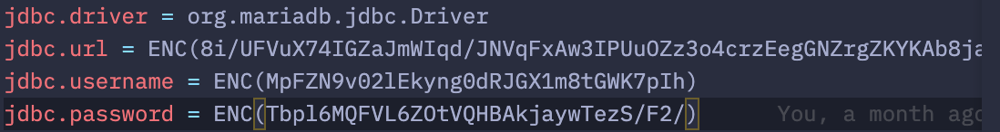 jdbc.driver = org.mariadb.jdbc.Driver
jdbc.url = ENC(8i/UFVuX74IGZaJmWIqd/JNVqFxAw3IPUuOZz3o4crzEegGNZrgZKYKAb8ja
jdbc.username = ENC(MpFZN9v02lEkyng0dRJGX1m8tGWK7pIh)
jdbc.password = ENC(Tbpl6MQFVL6ZOtVQHBAkjaywTezS/F2/) You, a month ago